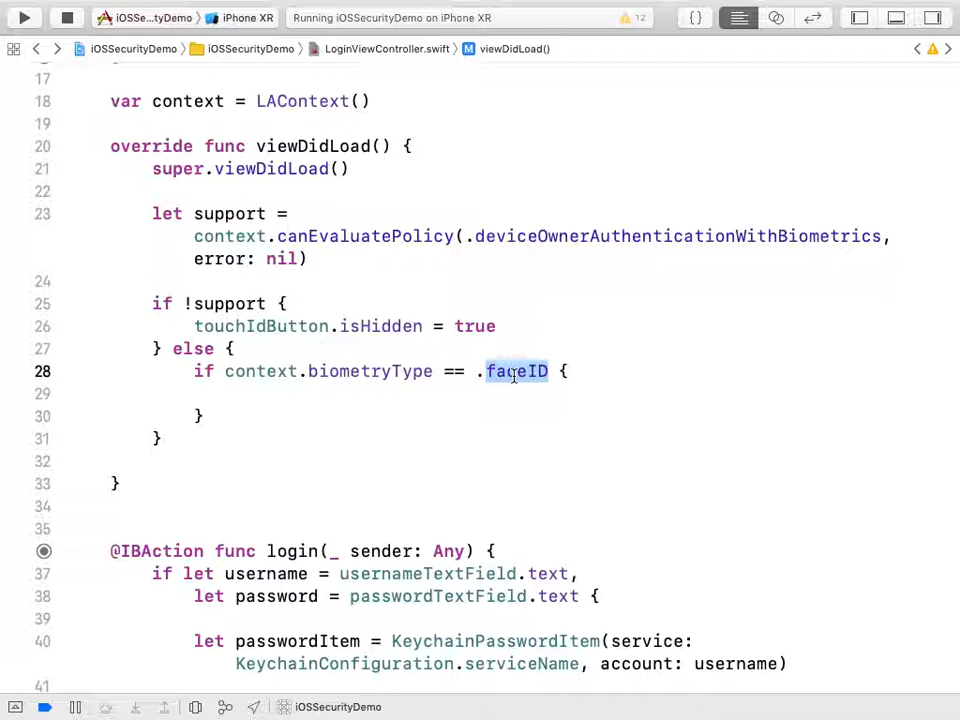 iOSSe...tyDemo iPhone XR Running iOSSecurityDemo on iPhone XR 12
iOSSecurityDemo iOSSecurityDemo LoginViewController.swift M viewDidLoad()
17
18 var context = LAContext()
19
20 override func viewDidLoad() {
21 super.viewDidLoad()
22
23 let support =
context.canEvaluatePolicy(.deviceOwnerAuthenticationWithBiometrics,
error: nil)
24
25 if !support {
26 touchIdButton.isHidden = true
27 } else {
28 if context.biometryType == .faceID {
29
30 }
31 }
32
33 }
34
35
@IBAction func login(_ sender: Any) {
37 if let username = usernameTextField.text,
38 let password = passwordTextField.text {
39
40 let passwordItem = KeychainPasswordItem(service:
KeychainConfiguration.serviceName, account: username)
41
iOSSecurityDemo